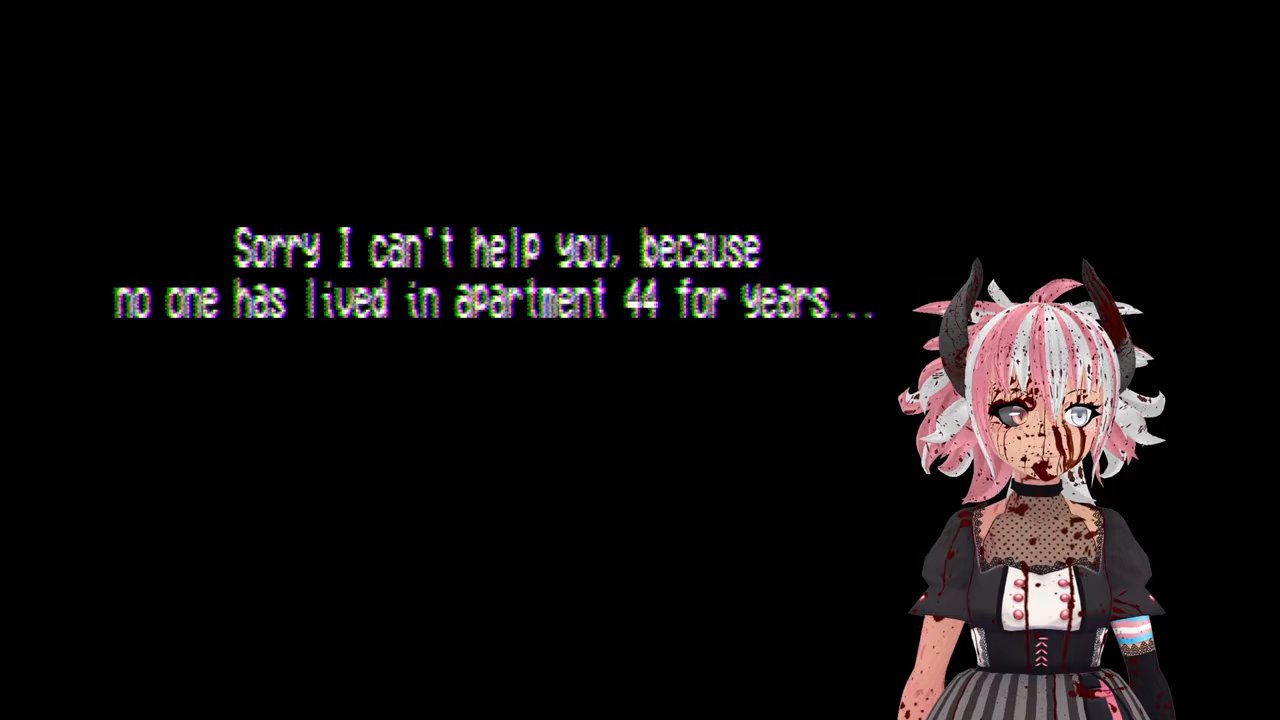 Sorry I can't help you, because
no one has lived in apartment 44 for years...